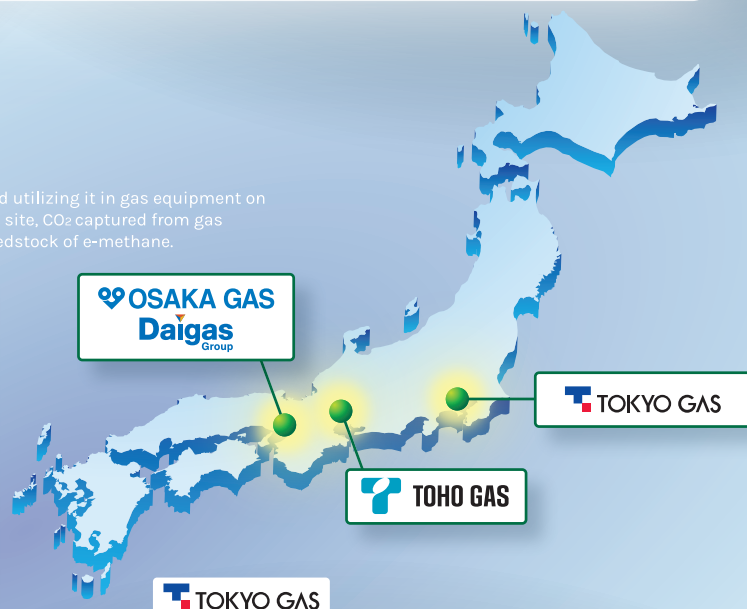 d utilizing it in gas equipment on
site, CO2 captured from gas
edstock of e-methane.
OSAKA GAS
Daigas
Group
TOKYO GAS
TOHO GAS
TOKYO GAS